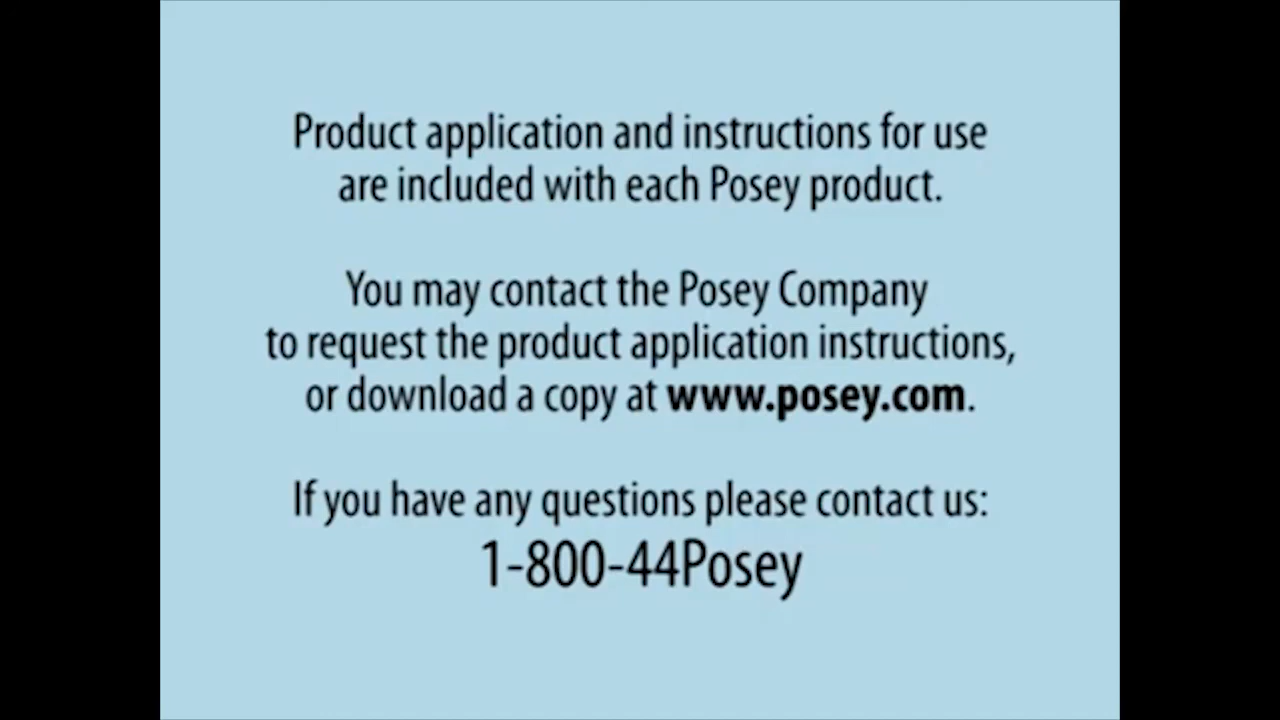 Product application and instructions for use
are included with each Posey product.
You may contact the Posey Company
to request the product application instructions,
or download a copy at www.posey.com.
If you have any questions please contact us:
1-800-44Posey